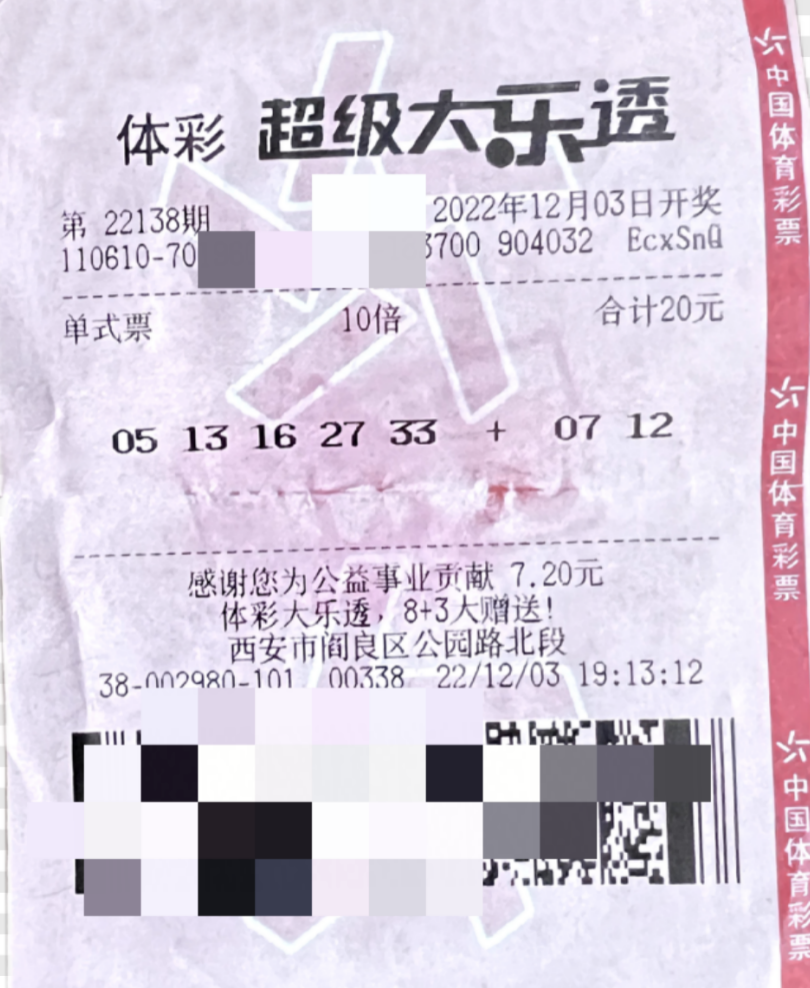 体彩 超级大乐透
第 22138期 2022年12月03日开奖
110610-70 3700 904032 EcxSnQ
单式票 10倍 合计20元
05 13 16 27 33 + 07 12
感谢您为公益事业贡献 7.20元
体彩大乐透，8+3大赠送!
西安市阎良区公园路北段
38-002980-101 00338 22/12/03 19:13:12
中国体育彩票
中国体育彩票
中国体育彩票